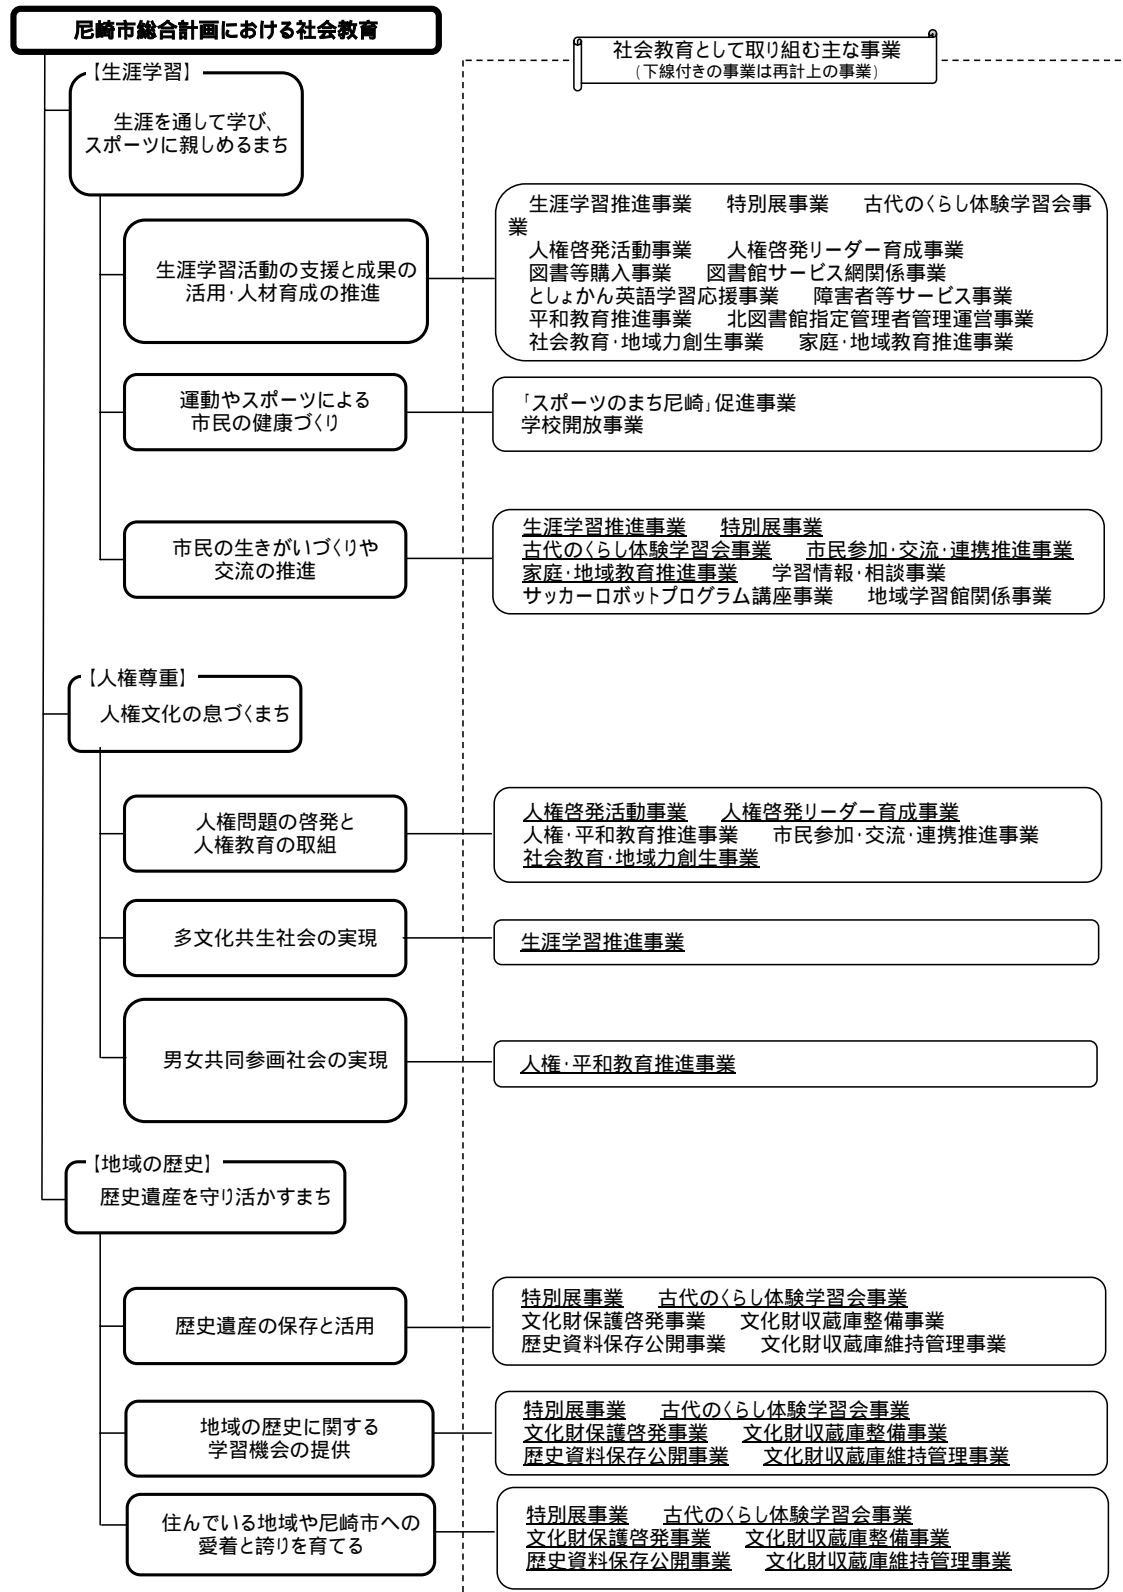 尼崎市総合計画における社会教育
社会教育として取り組む主な事業
(下線付きの事業は再計上の事業)
【生涯学習】
生涯を通して学び、
スポーツに親しめるまち
生涯学習活動の支援と成果の
活用・人材育成の推進
生涯学習推進事業　特別展事業　古代のくらし体験学習会事
業
人権啓発活動事業　人権啓発リーダー育成事業
図書等購入事業　図書館サービス網関係事業
としょかん英語学習応援事業　障害者等サービス事業
平和教育推進事業　北図書館指定管理者管理運営事業
社会教育・地域力創生事業　家庭・地域教育推進事業
運動やスポーツによる
市民の健康づくり
「スポーツのまち尼崎」促進事業
学校開放事業
市民の生きがいづくりや
交流の推進
生涯学習推進事業　特別展事業
古代のくらし体験学習会事業　市民参加・交流・連携推進事業
家庭・地域教育推進事業　学習情報・相談事業
サッカーロボットプログラム講座事業　地域学習館関係事業
【人権尊重】
人権文化の息づくまち
人権問題の啓発と
人権教育の取組
人権啓発活動事業　人権啓発リーダー育成事業
人権・平和教育推進事業　市民参加・交流・連携推進事業
社会教育・地域力創生事業
多文化共生社会の実現
生涯学習推進事業
男女共同参画社会の実現
人権・平和教育推進事業
【地域の歴史】
歴史遺産を守り活かすまち
歴史遺産の保存と活用
特別展事業　古代のくらし体験学習会事業
文化財保護啓発事業　文化財収蔵庫整備事業
歴史資料保存公開事業　文化財収蔵庫維持管理事業
地域の歴史に関する
学習機会の提供
特別展事業　古代のくらし体験学習会事業
文化財保護啓発事業　文化財収蔵庫整備事業
歴史資料保存公開事業　文化財収蔵庫維持管理事業
住んでいる地域や尼崎市への
愛着と誇りを育てる
特別展事業　古代のくらし体験学習会事業
文化財保護啓発事業　文化財収蔵庫整備事業
歴史資料保存公開事業　文化財収蔵庫維持管理事業